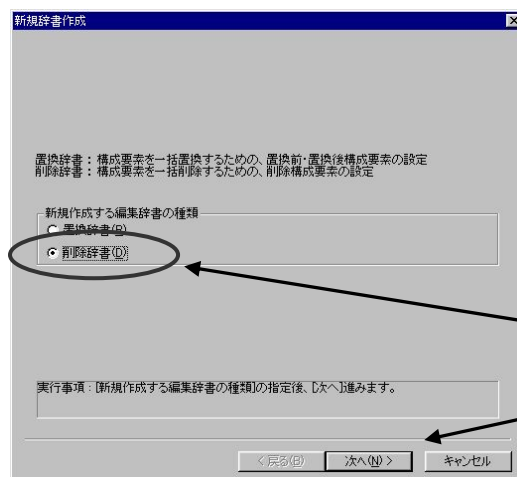 新規辞書作成
置換辞書：構成要素を一括置換するための、置換前・置換後構成要素の設定
削除辞書：構成要素を一括削除するための、削除構成要素の設定
新規作成する編集辞書の種類
置換辞書(R)
削除辞書(D)
実行事項：[新規作成する編集辞書の種類]の指定後、[次へ]進みます。
< 戻る(B)
次へ(N) >
キャンセル